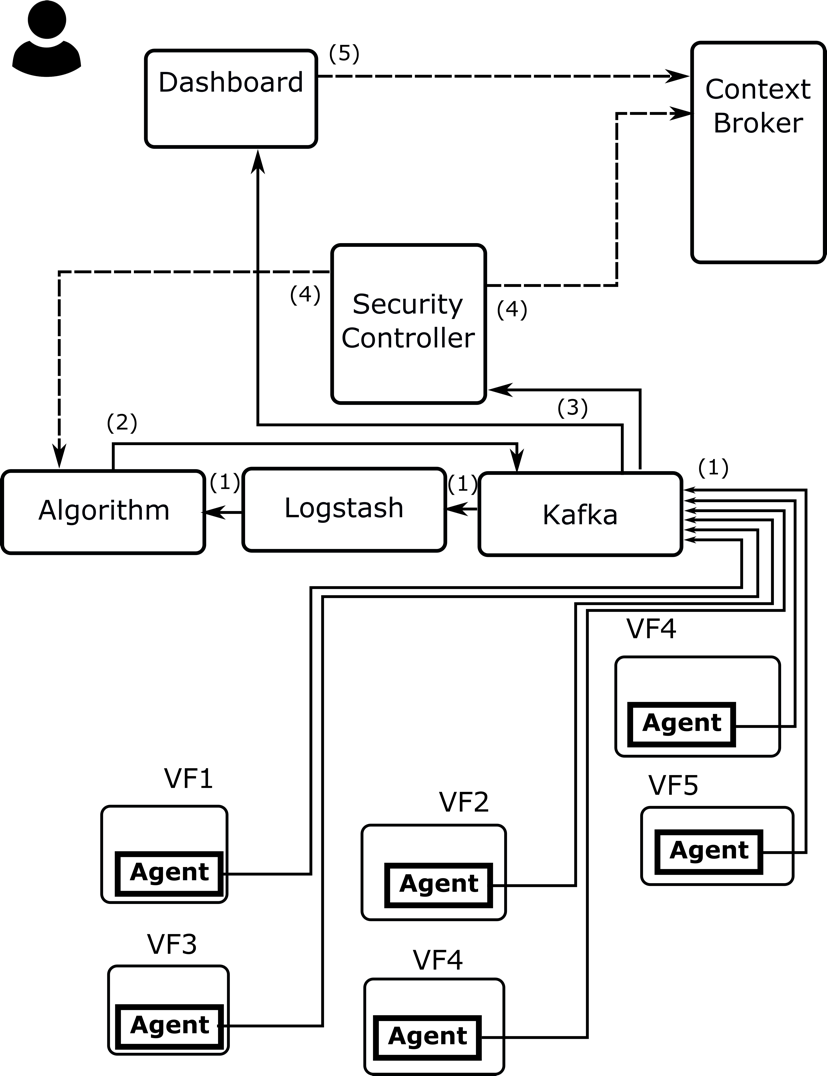 (5)
Dashboard
Context
Broker
(4)
Security
Controller
(4)
(3)
(2)
(1)
(1)
(1)
Algorithm
Logstash
Kafka
VF4
Agent
VF1
VF2
VF5
Agent
Agent
Agent
VF3
VF4
Agent
Agent